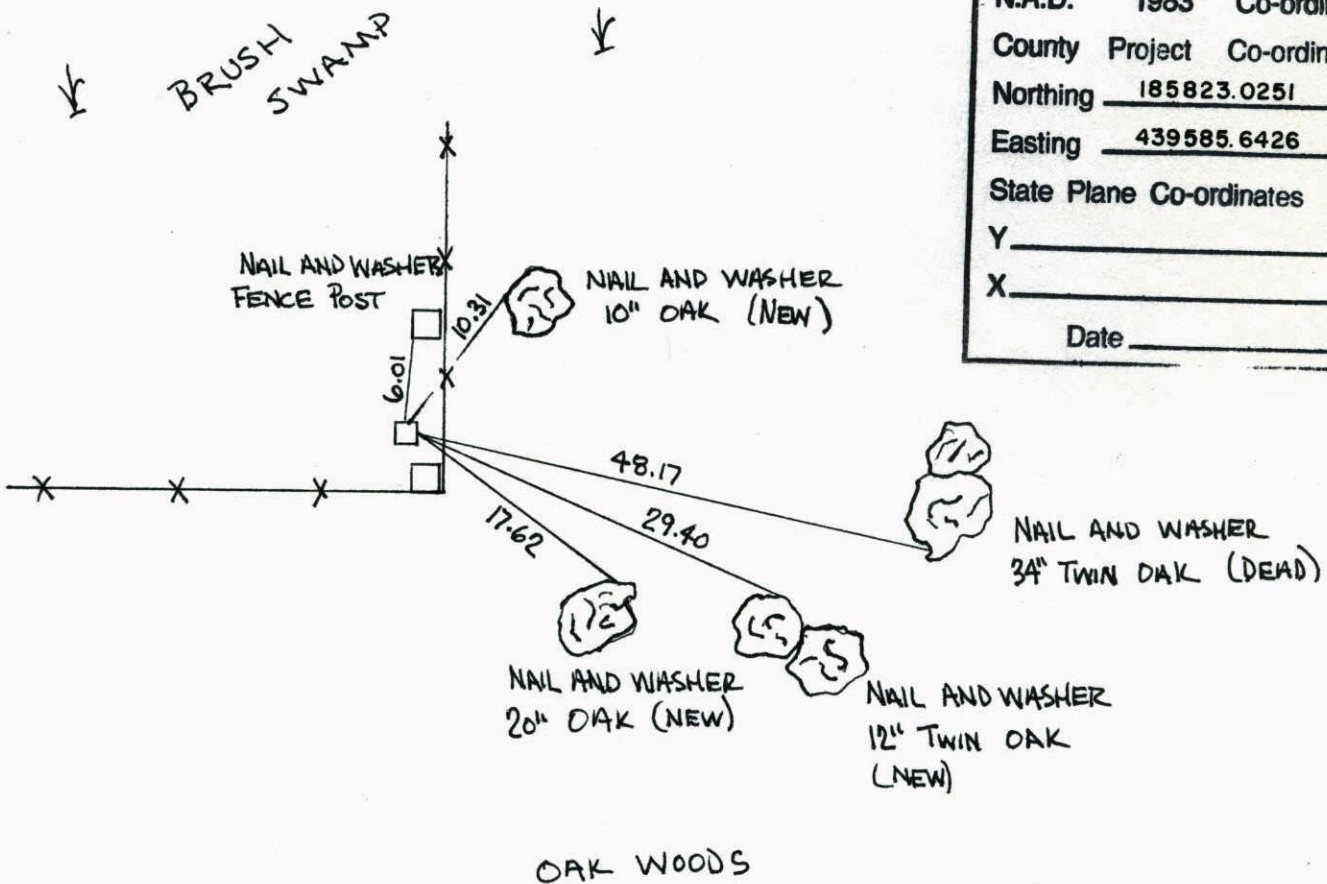 BRUSH
SWAMP
N.A.D. 1983
County Project
Northing 185823.0251
Easting 439585.6426
State Plane Co-ordinates
Y
X
Date
NAIL AND WASHER
FENCE POST
NAIL AND WASHER
10" OAK (NEW)
6.01
10.31
48.17
29.40
17.62
NAIL AND WASHER
34" TWIN OAK (DEAD)
NAIL AND WASHER
20" OAK (NEW)
NAIL AND WASHER
12" TWIN OAK
(NEW)
OAK WOODS